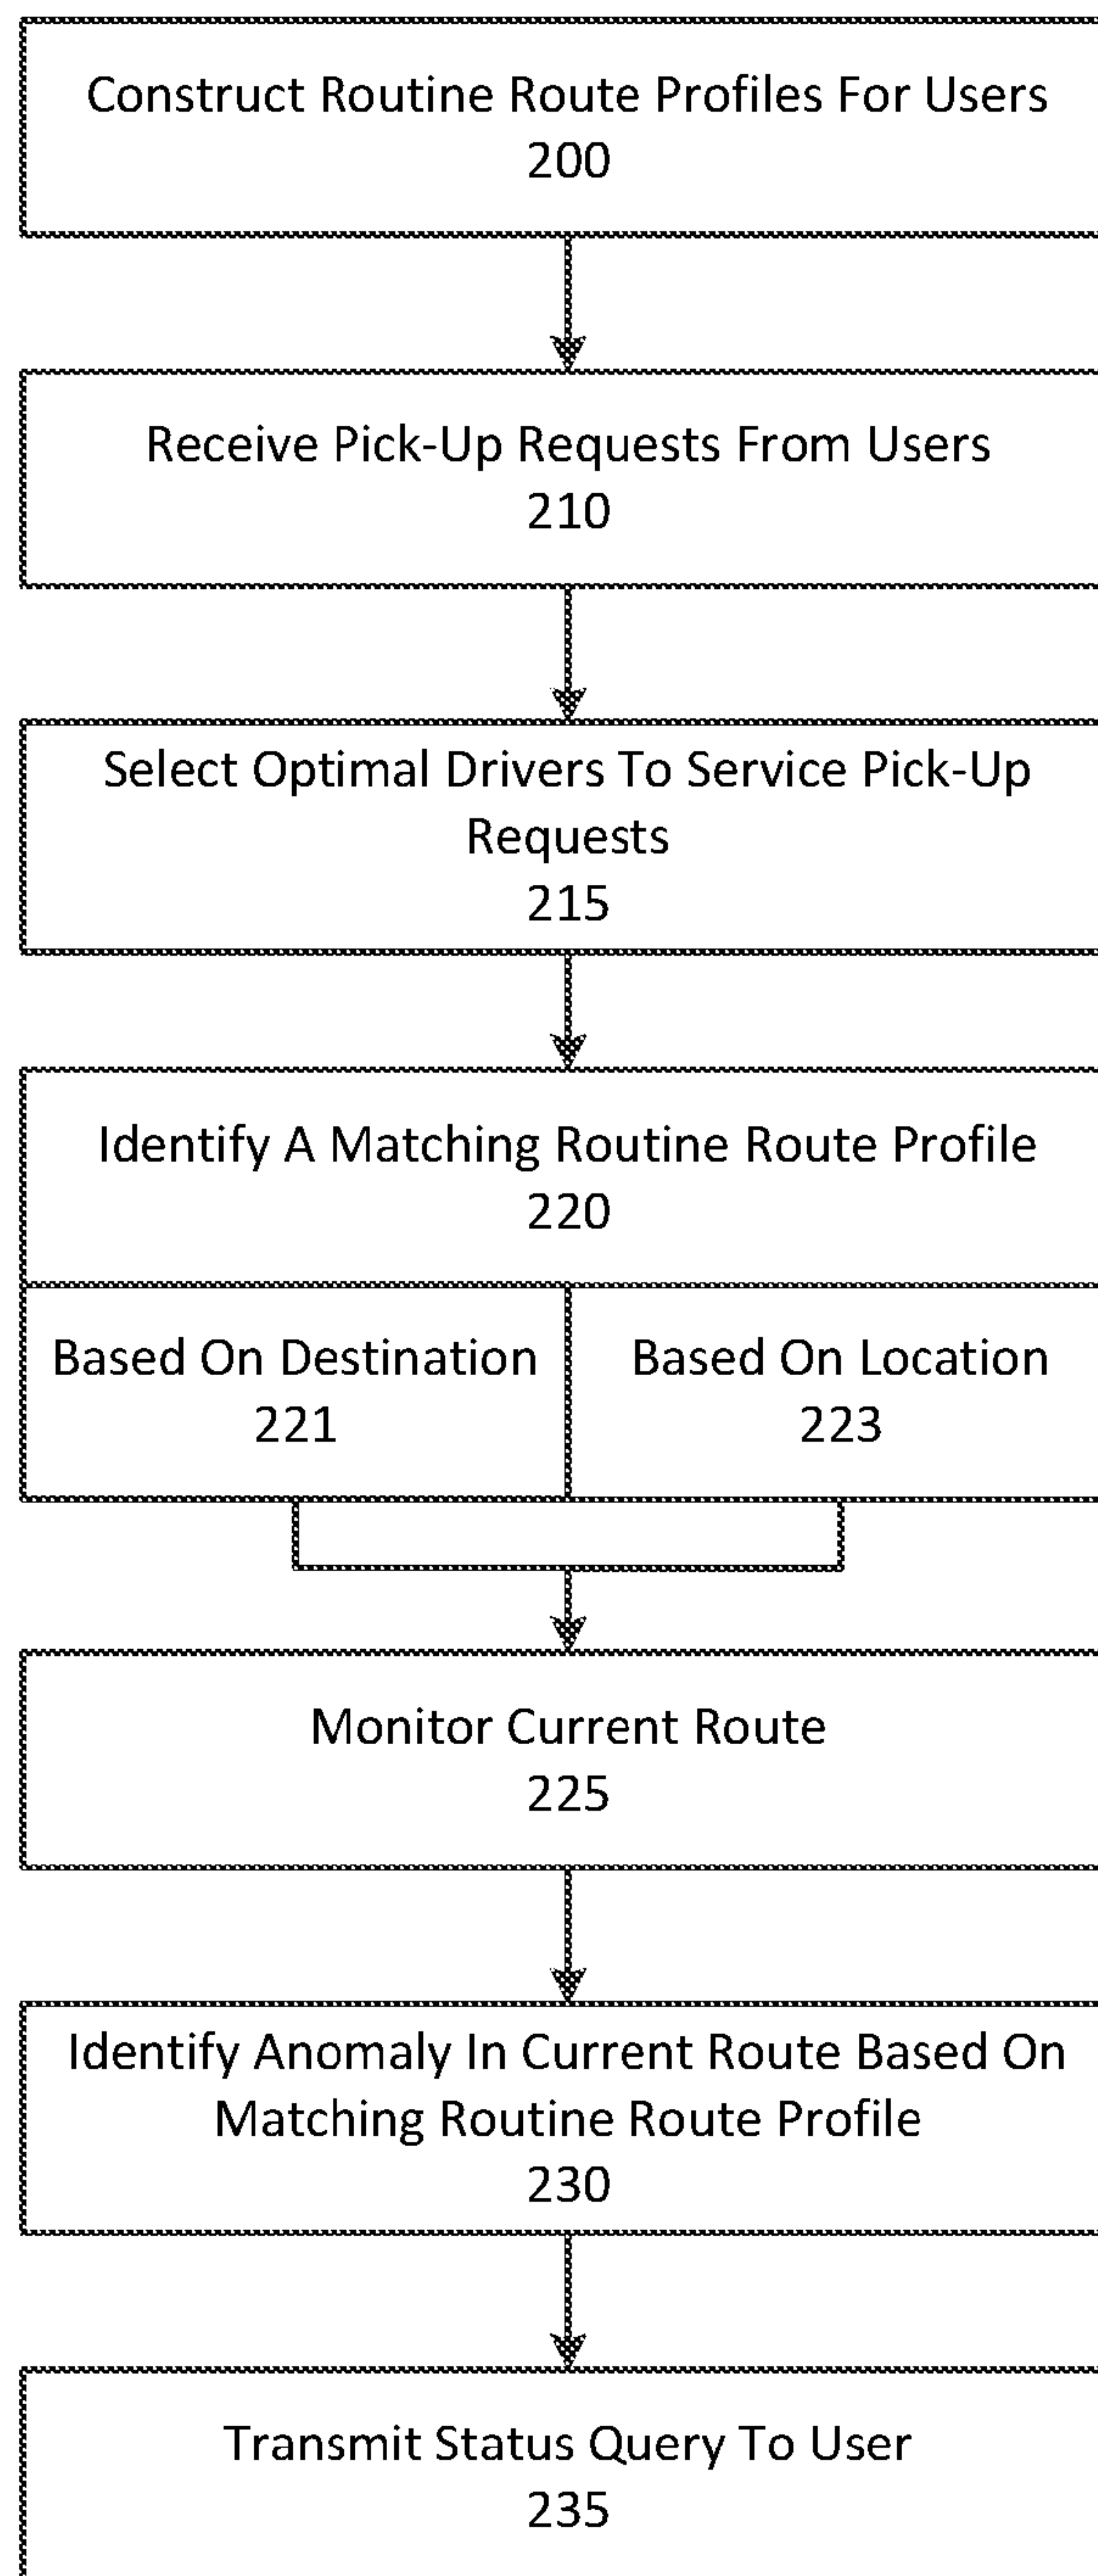 Construct Routine Route Profiles For Users
200
Receive Pick-Up Requests From Users
210
Select Optimal Drivers To Service Pick-Up
Requests
215
Identify A Matching Routine Route Profile
220
Based On Destination
221
Based On Location
223
Monitor Current Route
225
Identify Anomaly In Current Route Based On
Matching Routine Route Profile
230
Transmit Status Query To User
235